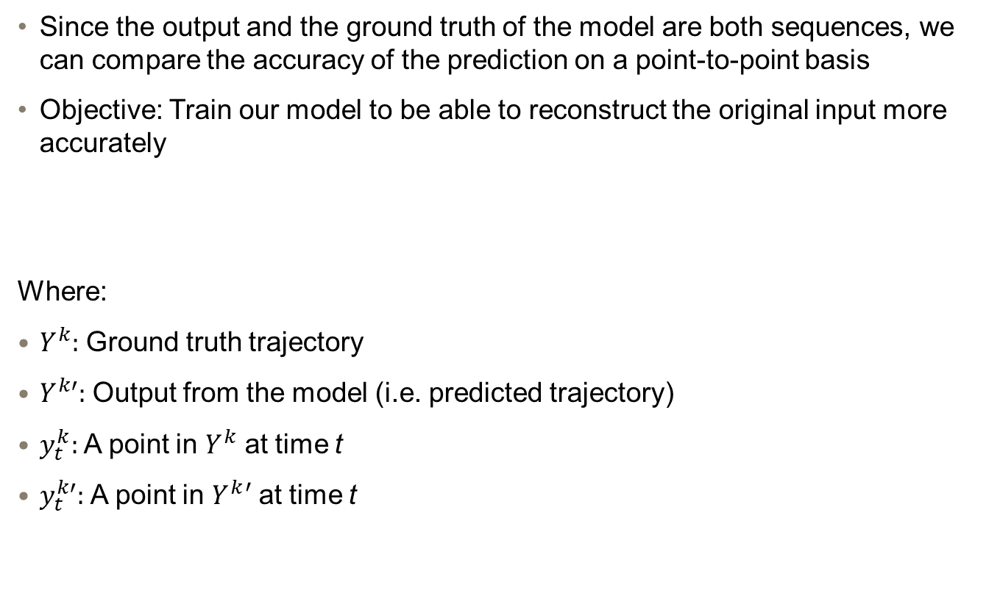 • Since the output and the ground truth of the model are both sequences, we
can compare the accuracy of the prediction on a point-to-point basis
• Objective: Train our model to be able to reconstruct the original input more
accurately
Where:
• Y^k: Ground truth trajectory
• Y^k′: Output from the model (i.e. predicted trajectory)
• y_t^k: A point in Y^k at time t
• y_t^k′: A point in Y^k′ at time t